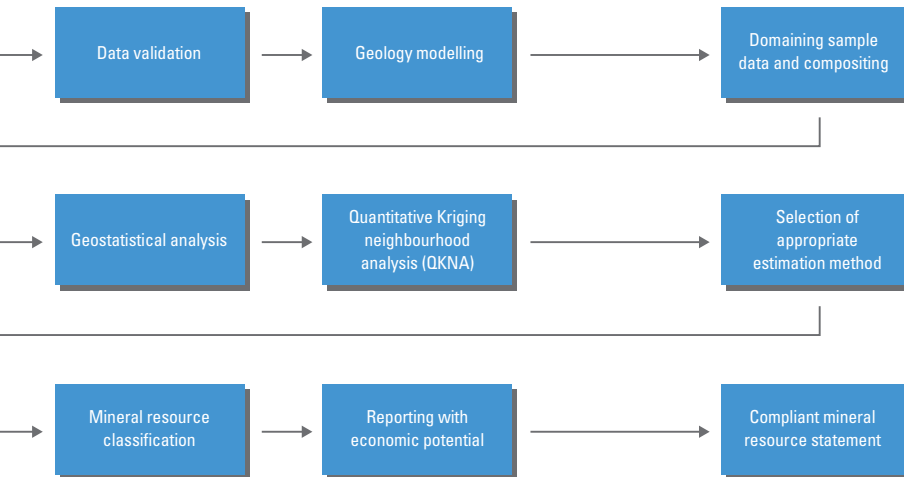 Data validation
Geology modelling
Domaining sample
data and compositing
Geostatistical analysis
Quantitative Kriging
neighbourhood
analysis (QKNA)
Selection of
appropriate
estimation method
Mineral resource
classification
Reporting with
economic potential
Compliant mineral
resource statement